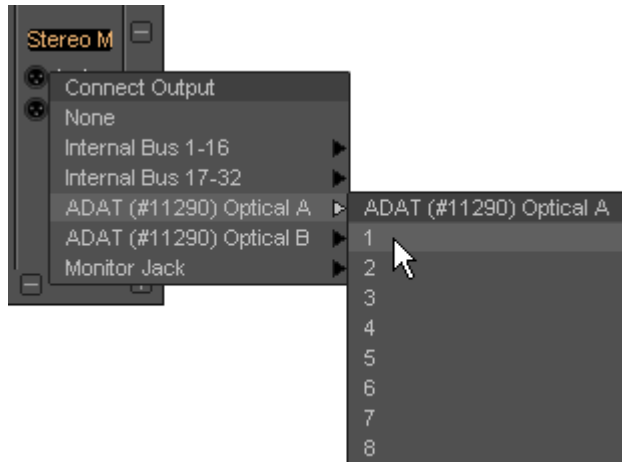 Stereo M
Connect Output
None
Internal Bus 1-16
Internal Bus 17-32
ADAT (#11290) Optical A
ADAT (#11290) Optical B
Monitor Jack
ADAT (#11290) Optical A
1
2
3
4
5
6
7
8